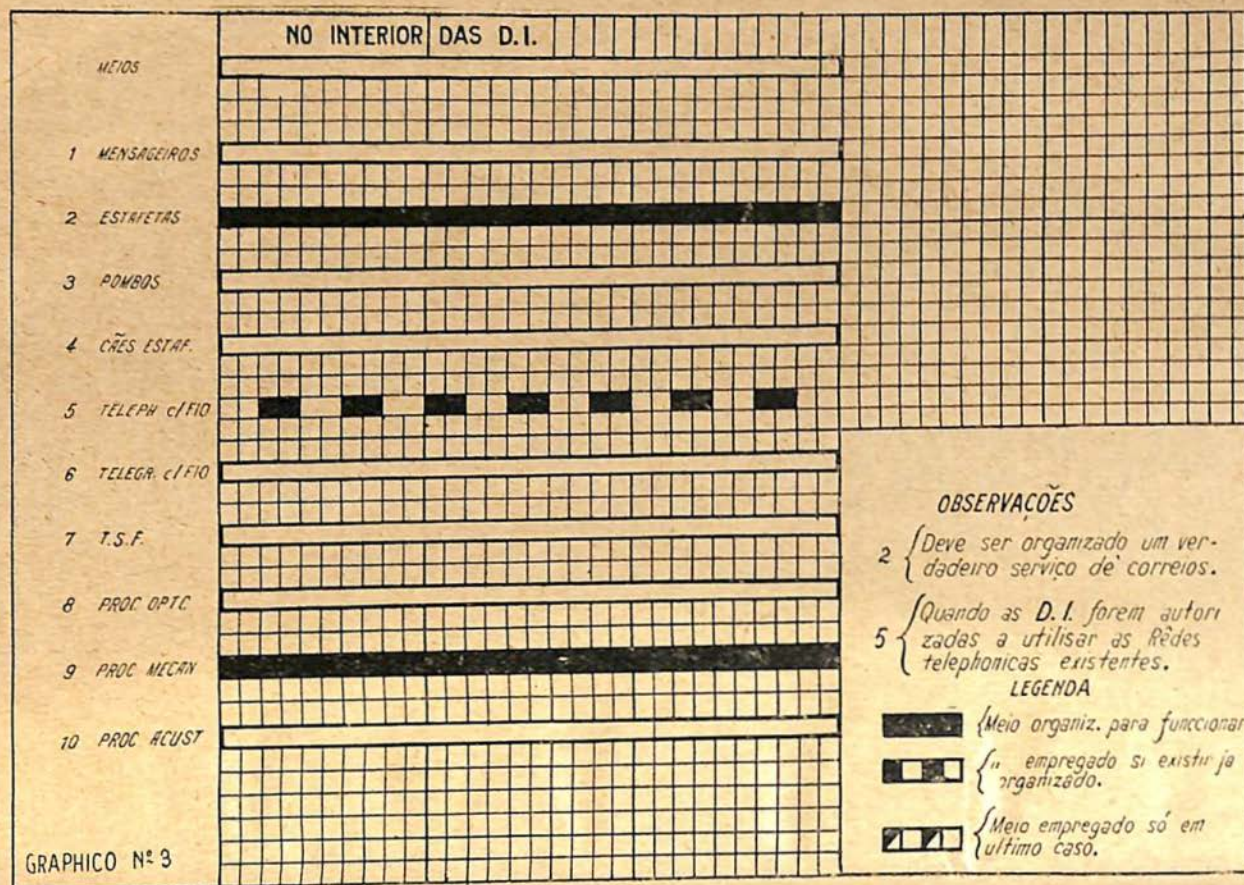 NO INTERIOR DAS D.I.
MEIOS
1 MENSAGEIROS
2 ESTAFETAS
3 POMBOS
4 CÃES ESTAF.
5 TELEPH c/FIO
6 TELEGR. c/FIO
7 T.S.F.
8 PROC OPTC
9 PROC MECAN
10 PROC ACUST
GRAPHICO Nº 3
OBSERVAÇÕES
2 { Deve ser organizado um ver-
dadeiro serviço de correios.
5 { Quando as D.I. forem autori
zadas a utilisar as Rêdes
telephonicas existentes.
LEGENDA
{ Meio organiz. para funccionar
{ " empregado si existir ja
organizado.
{ Meio empregado só em
ultimo caso.